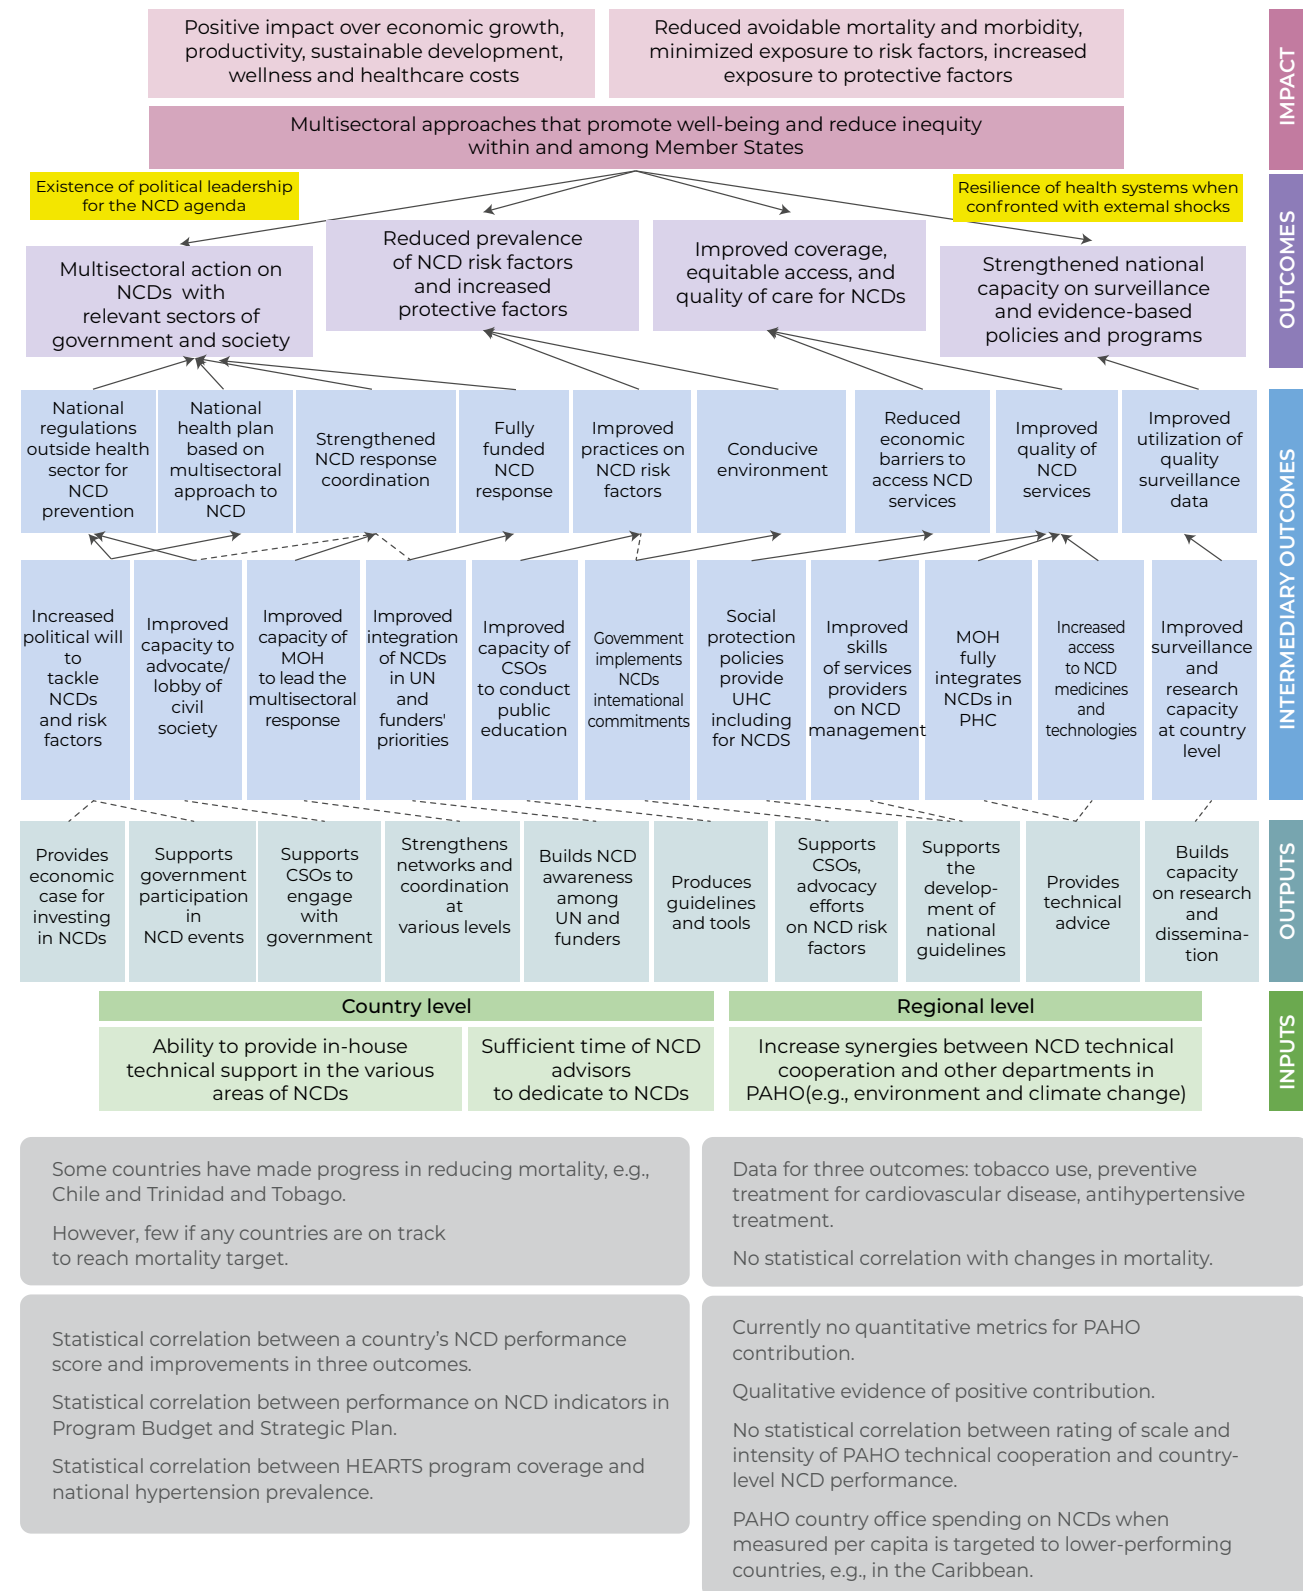 Positive impact over economic growth,
productivity, sustainable development,
wellness and healthcare costs
Reduced avoidable mortality and morbidity,
minimized exposure to risk factors, increased
exposure to protective factors
IMPACT
Multisectoral approaches that promote well-being and reduce inequity
within and among Member States
Existence of political leadership
for the NCD agenda
Resilience of health systems when
confronted with external shocks
OUTCOMES
Multisectoral action on
NCDs with
relevant sectors of
government and society
Reduced prevalence
of NCD risk factors
and increased
protective factors
Improved coverage,
equitable access, and
quality of care for NCDs
Strengthened national
capacity on surveillance
and evidence-based
policies and programs
INTERMEDIARY OUTCOMES
National
regulations
outside health
sector for
NCD
prevention
National
health plan
based on
multisectoral
approach to
NCD
Strengthened
NCD response
coordination
Fully
funded
NCD
response
Improved
practices on
NCD risk
factors
Conducive
environment
Reduced
economic
barriers to
access NCD
services
Improved
quality of
NCD
services
Improved
utilization of
quality
surveillance
data
Increased
political will
to
tackle
NCDs
and risk
factors
Improved
capacity to
advocate/
lobby of
civil
society
Improved
capacity of
MOH
to lead the
multisectoral
response
Improved
integration
of NCDs
in UN
and
funders'
priorities
Improved
capacity of
CSOs
to conduct
public
education
Government
implements
NCDs
international
commitments
Social
protection
policies
provide
UHC
including
for NCDS
Improved
skills
of services
providers
on NCD
management
MOH
fully
integrates
NCDs in
PHC
Increased
access
to NCD
medicines
and
technologies
Improved
surveillance
and
research
capacity
at country
level
OUTPUTS
Provides
economic
case for
investing
in NCDs
Supports
government
participation
in
NCD events
Supports
CSOs to
engage
with
government
Strengthens
networks and
coordination
at
various levels
Builds NCD
awareness
among
UN and
funders
Produces
guidelines
and tools
Supports
CSOs,
advocacy
efforts
on NCD risk
factors
Supports
the
develop-
ment of
national
guidelines
Provides
technical
advice
Builds
capacity
on research
and
dissemina-
tion
INPUTS
Country level
Regional level
Ability to provide in-house
technical support in the various
areas of NCDs
Sufficient time of NCD
advisors
to dedicate to NCDs
Increase synergies between NCD technical
cooperation and other departments in
PAHO(e.g., environment and climate change)
Some countries have made progress in reducing mortality, e.g.,
Chile and Trinidad and Tobago.
However, few if any countries are on track
to reach mortality target.
Data for three outcomes: tobacco use, preventive
treatment for cardiovascular disease, antihypertensive
treatment.
No statistical correlation with changes in mortality.
Statistical correlation between a country's NCD performance
score and improvements in three outcomes.
Statistical correlation between performance on NCD indicators in
Program Budget and Strategic Plan.
Statistical correlation between HEARTS program coverage and
national hypertension prevalence.
Currently no quantitative metrics for PAHO
contribution.
Qualitative evidence of positive contribution.
No statistical correlation between rating of scale and
intensity of PAHO technical cooperation and country-
level NCD performance.
PAHO country office spending on NCDs when
measured per capita is targeted to lower-performing
countries, e.g., in the Caribbean.